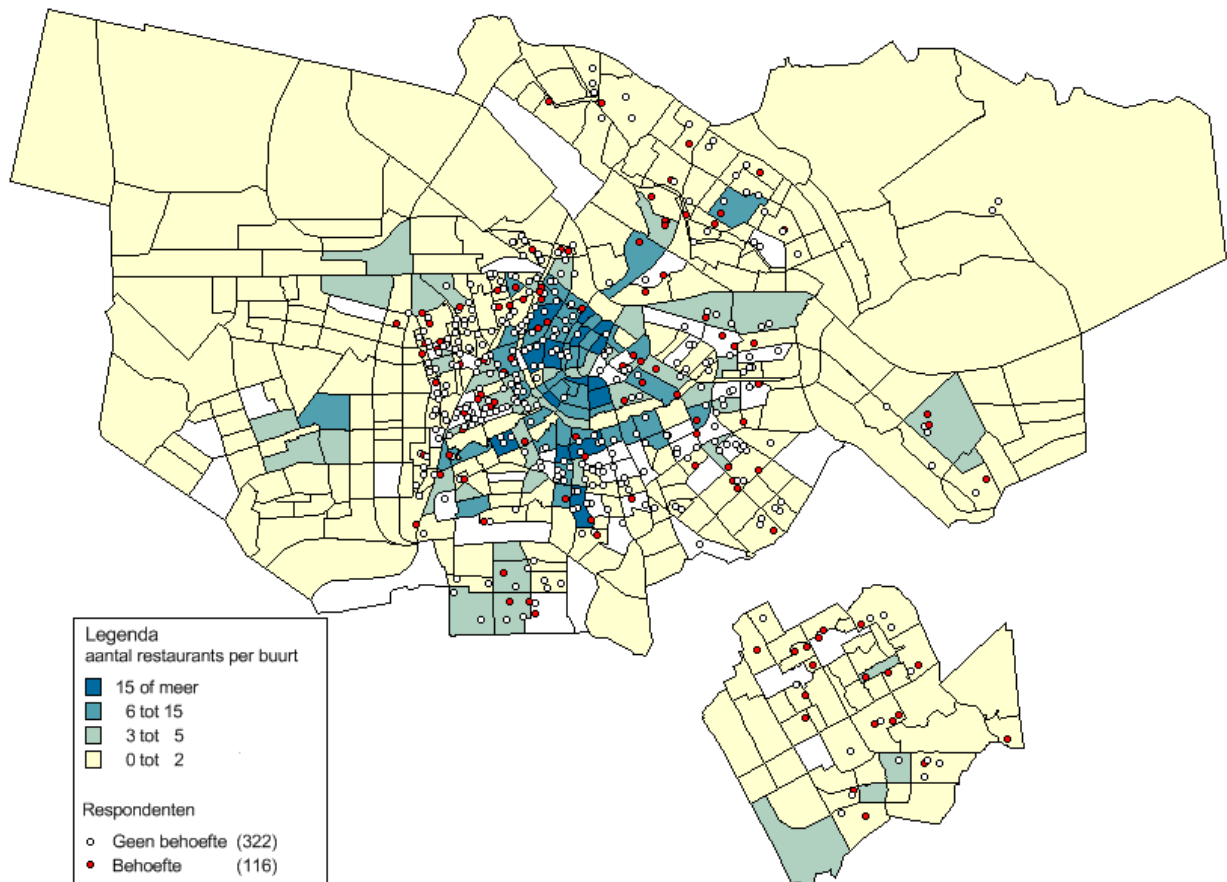 Legenda
aantal restaurants per buurt
15 of meer
6 tot 15
3 tot 5
0 tot 2
Respondenten
Geen behoefte (322)
Behoefte (116)